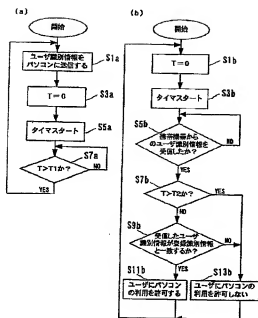 (a)
開始
ユーザ識別情報を
パソコンに送信する
S1a
T=0
S3a
タイマスタート
S5a
S7a
T>T1か?
NO
YES
(b)
開始
T=0
S1b
タイマスタート
S3b
S5b
携帯機器から
のユーザ識別情報を
受信したか?
NO
YES
S7b
T>T2か?
YES
NO
S9b
受信したユーザ
識別情報が登録識別情報
と一致するか?
NO
YES
S11b
S13b
ユーザにパソコン
の利用を許可する
ユーザにパソコンの
利用を許可しない